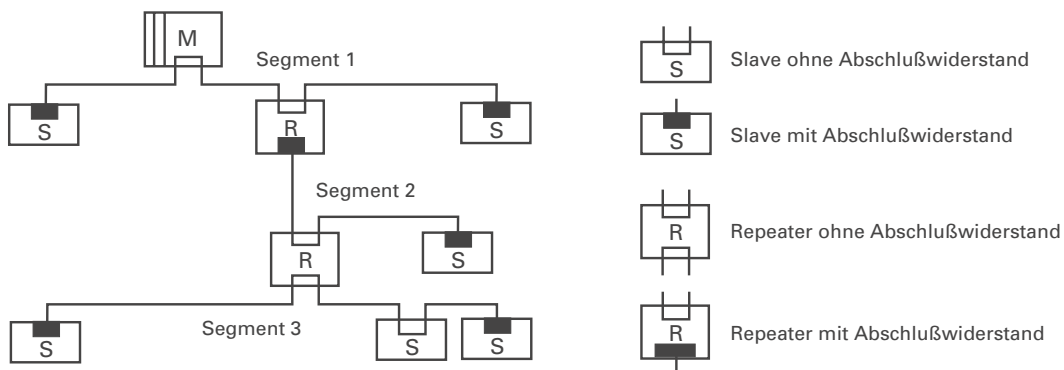 M
Segment 1
S
R
S
Segment 2
R
S
Segment 3
S
S
S
S
Slave ohne Abschlußwiderstand
S
Slave mit Abschlußwiderstand
R
Repeater ohne Abschlußwiderstand
R
Repeater mit Abschlußwiderstand